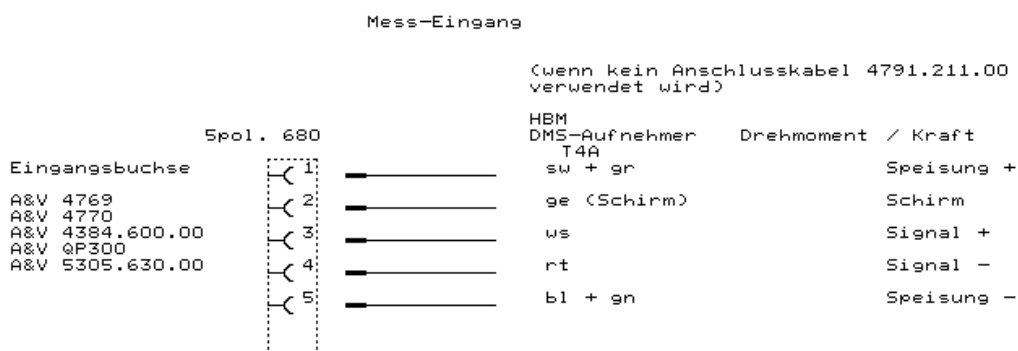 Mess-Eingang
(wenn kein Anschlusskabel 4791.211.00
verwendet wird)
HBM
5pol. 680 DMS-Aufnehmer Drehmoment / Kraft
T4A
Eingangsbuchse 1 sw + gr Speisung +
A&V 4769 2 ge (Schirm) Schirm
A&V 4770
A&V 4384.600.00 3 ws Signal +
A&V QP300
A&V 5305.630.00 4 rt Signal -
5 bl + gn Speisung -